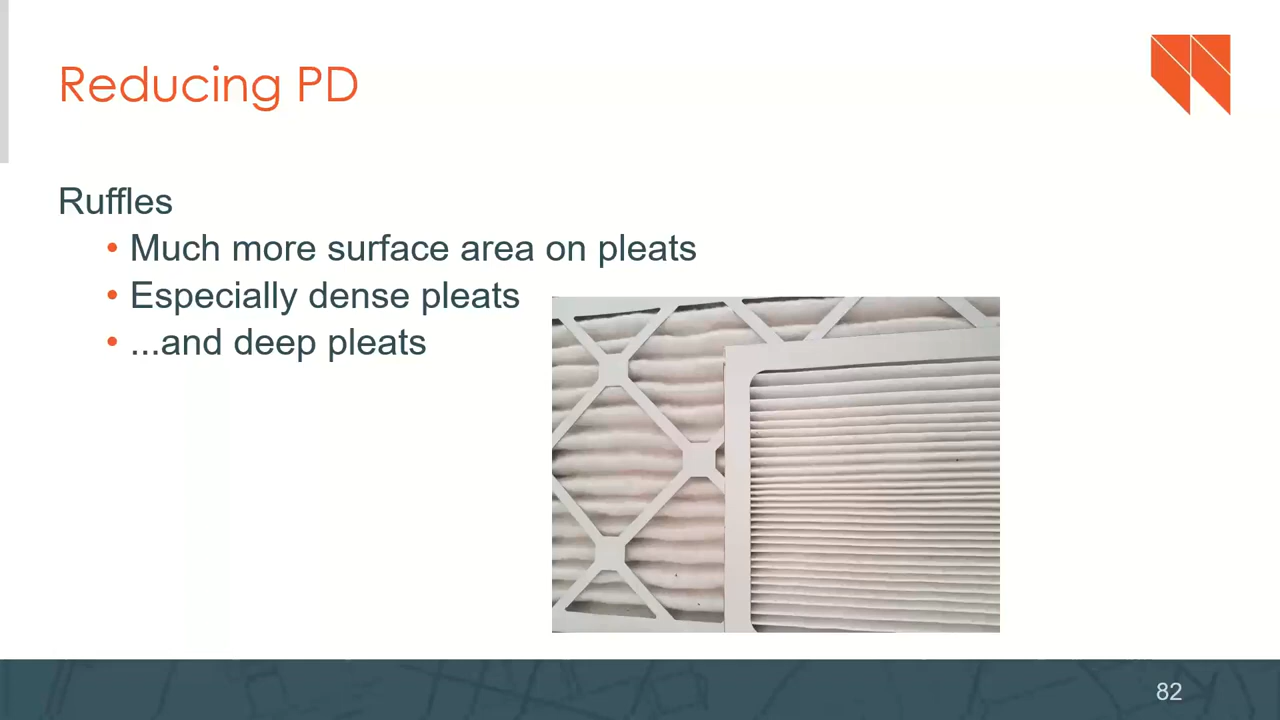 Reducing PD
Ruffles
• Much more surface area on pleats
• Especially dense pleats
• ...and deep pleats
82